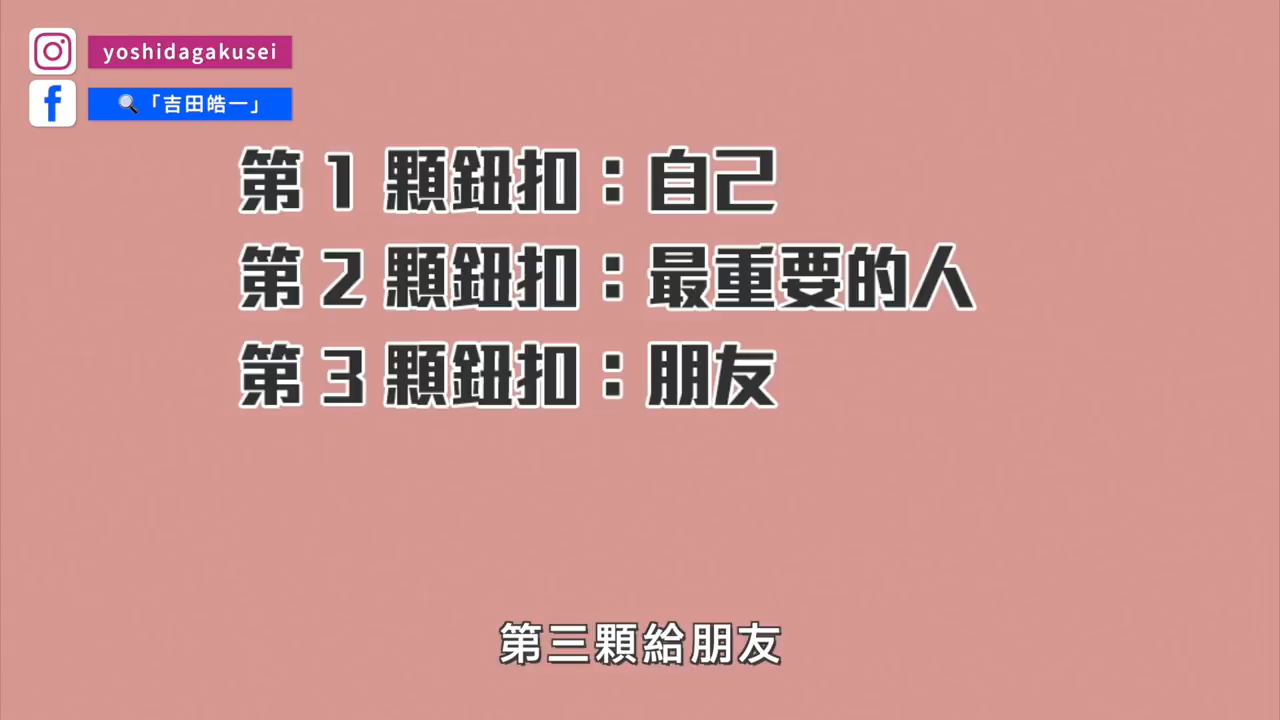 yoshidagakusei
「吉田皓一」
第1顆鈕扣：自己
第2顆鈕扣：最重要的人
第3顆鈕扣：朋友
第三顆給朋友